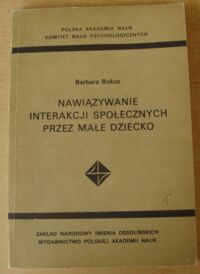 POLSKA AKADEMIA NAUK
KOMITET NAUK PSYCHOLOGICZNYCH
Barbara Bokus
NAWIĄZYWANIE
INTERAKCJI SPOŁECZNYCH
PRZEZ MAŁE DZIECKO
ZAKŁAD NARODOWY IMIENIA OSSOLIŃSKICH
WYDAWNICTWO POLSKIEJ AKADEMII NAUK